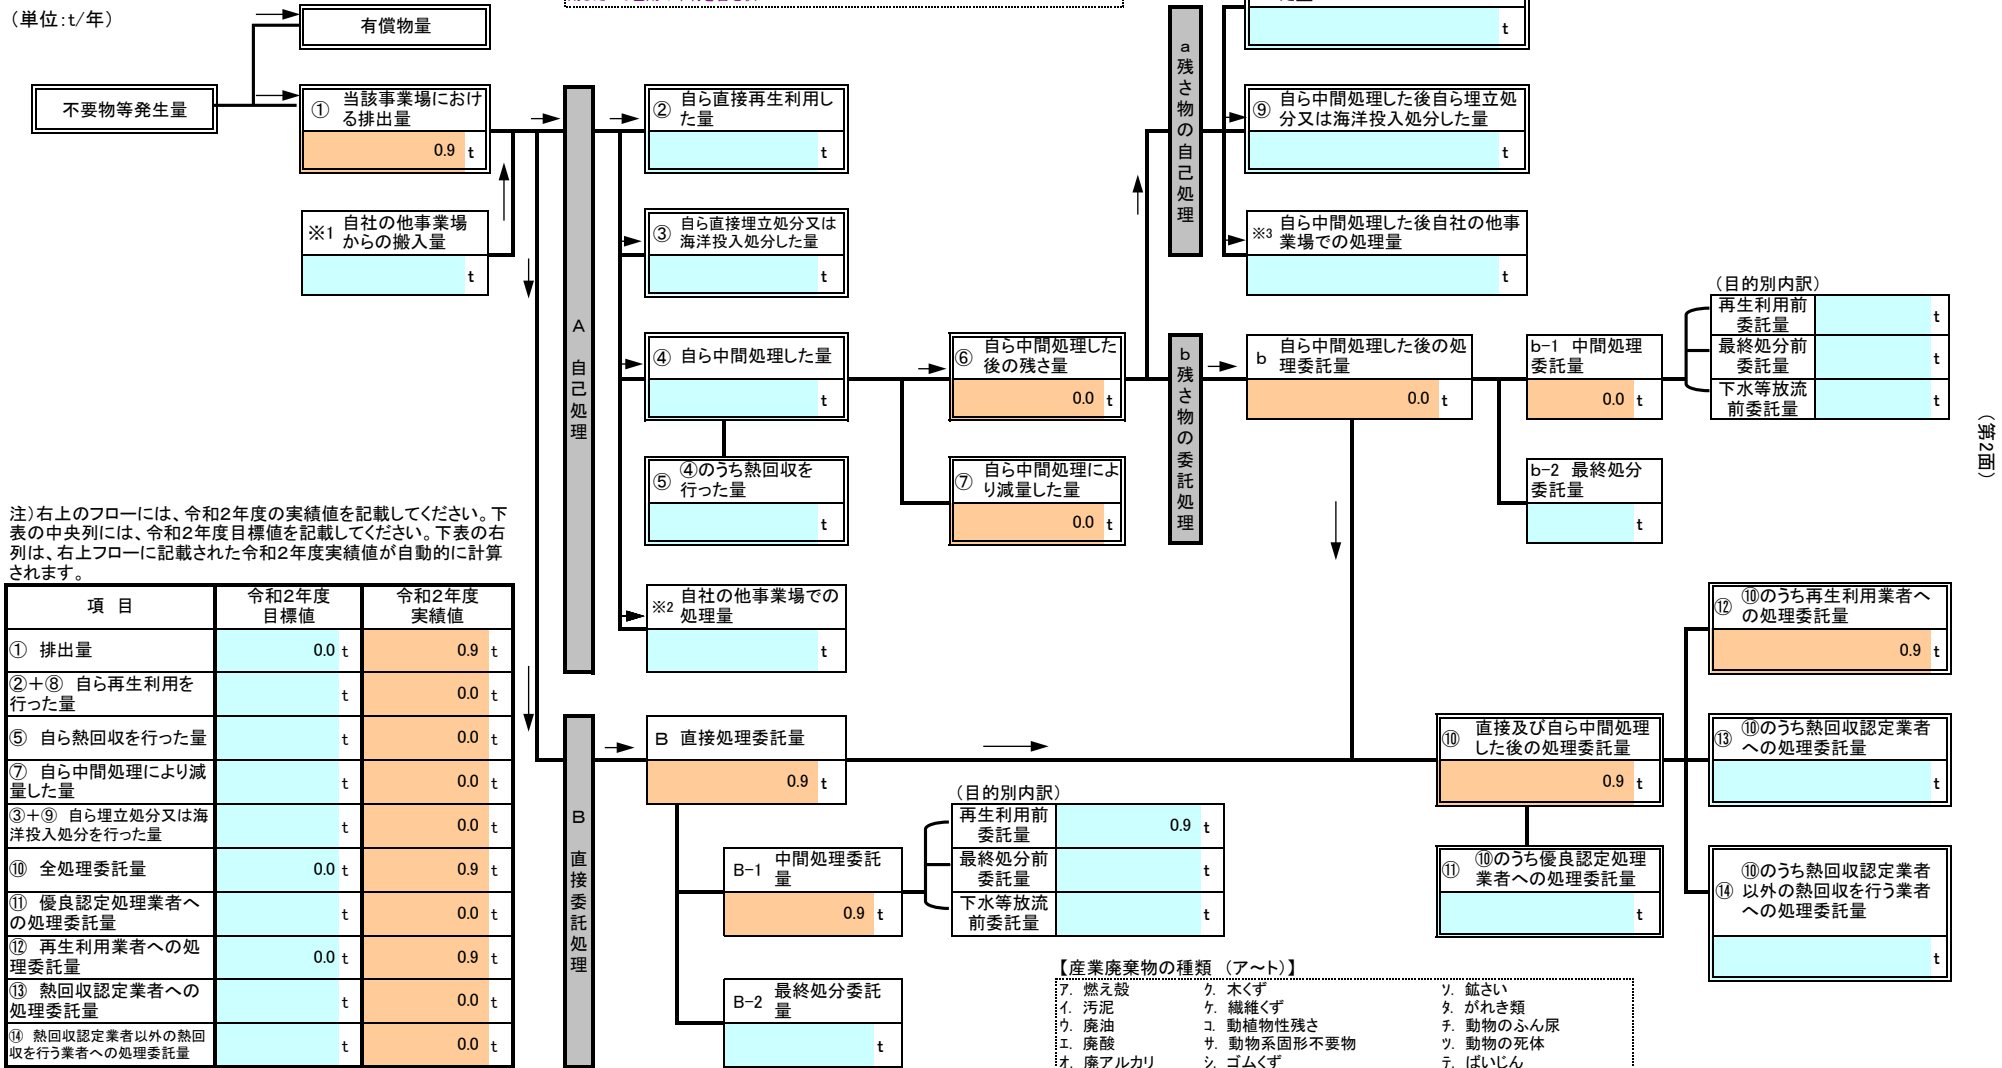 (単位:t/年)
有償物量
不要物等発生量
① 当該事業場におけ
る排出量
0.9 t
※1 自社の他事業場
からの搬入量
t
A 自己処理
② 自ら直接再生利用し
た量
t
③ 自ら直接埋立処分又は
海洋投入処分した量
t
④ 自ら中間処理した量
t
⑤ ④のうち熱回収を
行った量
t
※2 自社の他事業場での
処理量
t
⑥ 自ら中間処理した
後の残さ量
0.0 t
⑦ 自ら中間処理によ
り減量した量
0.0 t
a 残さ物の自己処理
t
⑨ 自ら中間処理した後自ら埋立処
分又は海洋投入処分した量
t
※3 自ら中間処理した後自社の他事
業場での処理量
t
b 残さ物の委託処理
b 自ら中間処理した後の処
理委託量
0.0 t
b-1 中間処理
委託量
0.0 t
b-2 最終処分
委託量
t
(目的別内訳)
再生利用前
委託量 t
最終処分前
委託量 t
下水等放流
前委託量 t
(第2面)
注)右上のフローには、令和2年度の実績値を記載してください。下
表の中央列には、令和2年度目標値を記載してください。下表の右
列は、右上フローに記載された令和2年度実績値が自動的に計算
されます。
項 目 令和2年度 令和2年度
目標値 実績値
① 排出量 0.0 t 0.9 t
②+⑧ 自ら再生利用を
行った量 t 0.0 t
⑤ 自ら熱回収を行った量 t 0.0 t
⑦ 自ら中間処理により減
量した量 t 0.0 t
③+⑨ 自ら埋立処分又は海
洋投入処分を行った量 t 0.0 t
⑩ 全処理委託量 0.0 t 0.9 t
⑪ 優良認定処理業者へ
の処理委託量 t 0.0 t
⑫ 再生利用業者への処
理委託量 0.0 t 0.9 t
⑬ 熱回収認定業者への
処理委託量 t 0.0 t
⑭ 熱回収認定業者以外の熱回
収を行う業者への処理委託量 t 0.0 t
B 直接委託処理
B 直接処理委託量
0.9 t
B-1 中間処理委託
量
0.9 t
B-2 最終処分委託
量
t
(目的別内訳)
再生利用前
委託量 0.9 t
最終処分前
委託量 t
下水等放流
前委託量 t
⑩ 直接及び自ら中間処理
した後の処理委託量
0.9 t
⑪ ⑩のうち優良認定処理
業者への処理委託量
t
⑫ ⑩のうち再生利用業者へ
の処理委託量
0.9 t
⑬ ⑩のうち熱回収認定業者
への処理委託量
t
⑭ ⑩のうち熱回収認定業者
以外の熱回収を行う業者
への処理委託量
t
【産業廃棄物の種類 (ア~ト)】
ア. 燃え殻 ク. 木くず ソ. 鉱さい
イ. 汚泥 ケ. 繊維くず タ. がれき類
ウ. 廃油 コ. 動植物性残さ チ. 動物のふん尿
エ. 廃酸 サ. 動物系固形不要物 ツ. 動物の死体
オ. 廃アルカリ シ. ゴムくず テ. ばいじん